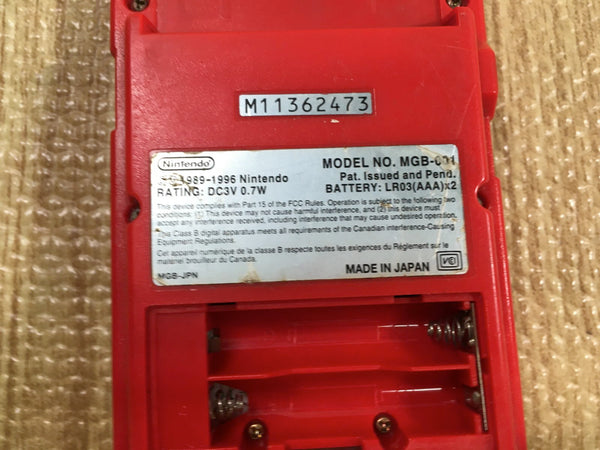 M11362473
Nintendo
MODEL NO. MGB-001
1989-1996 Nintendo
Pat. Issued and Pend.
RATING: DC3V 0.7W
BATTERY: LR03(AAA)x2
This device complies with Part 15 of the FCC Rules. Operation is subject to the following two
conditions: (1) This device may not cause harmful interference, and (2) this device must
accept any interference received, including interference that may cause undesired operation.
This Class B digital apparatus meets all requirements of the Canadian Interference-Causing
Equipment Regulations.
Cet appareil numérique de la classe B respecte toutes les exigences du Règlement sur le
matériel brouilleur du Canada.
MADE IN JAPAN
MGB-JPN